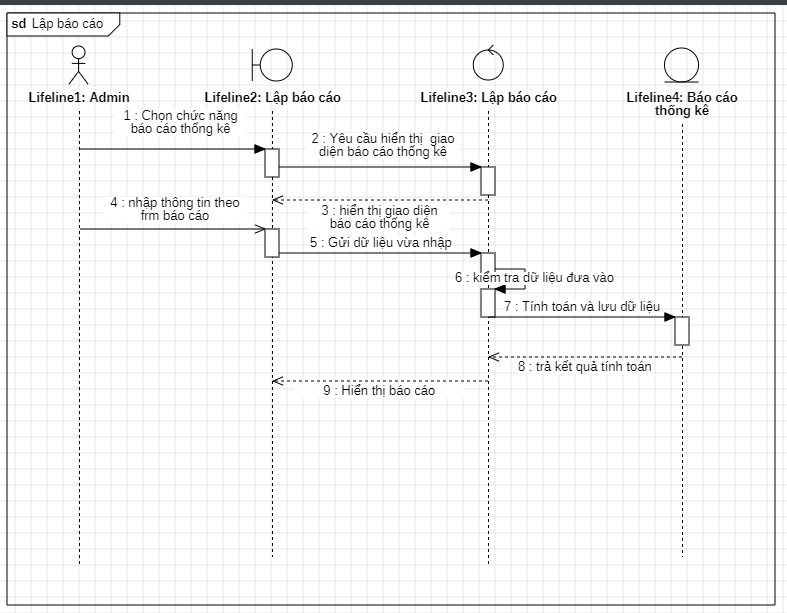 sd Lập báo cáo
Lifeline1: Admin
Lifeline2: Lập báo cáo
Lifeline3: Lập báo cáo
Lifeline4: Báo cáo
thống kê
1 : Chọn chức năng
báo cáo thống kê
2 : Yêu cầu hiển thị giao
diện báo cáo thống kê
3 : hiển thị giao diện
báo cáo thống kê
4 : nhập thông tin theo
frm báo cáo
5 : Gửi dữ liệu vừa nhập
6 : kiểm tra dữ liệu đưa vào
7 : Tính toán và lưu dữ liệu
8 : trả kết quả tính toán
9 : Hiển thị báo cáo